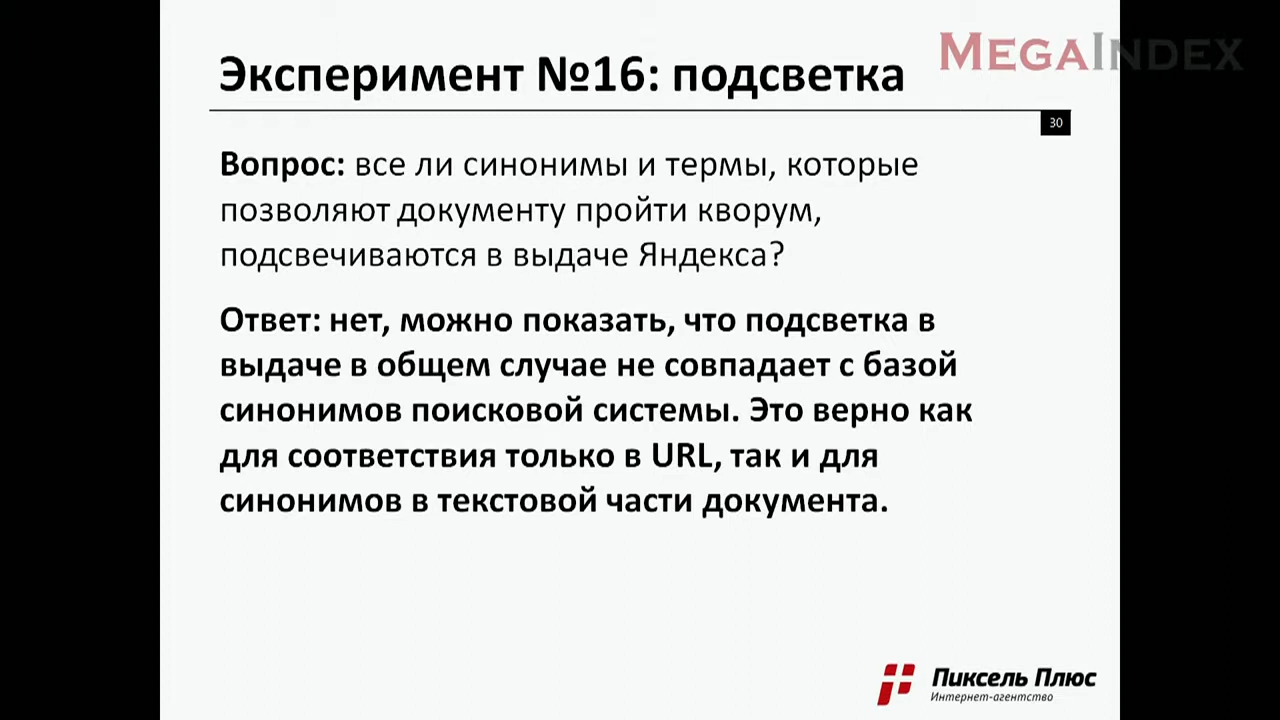 MEGAINDEX
Эксперимент №16: подсветка
30
Вопрос: все ли синонимы и термы, которые
позволяют документу пройти кворум,
подсвечиваются в выдаче Яндекса?
Ответ: нет, можно показать, что подсветка в
выдаче в общем случае не совпадает с базой
синонимов поисковой системы. Это верно как
для соответствия только в URL, так и для
синонимов в текстовой части документа.
Пиксель Плюс
Интернет-агентство